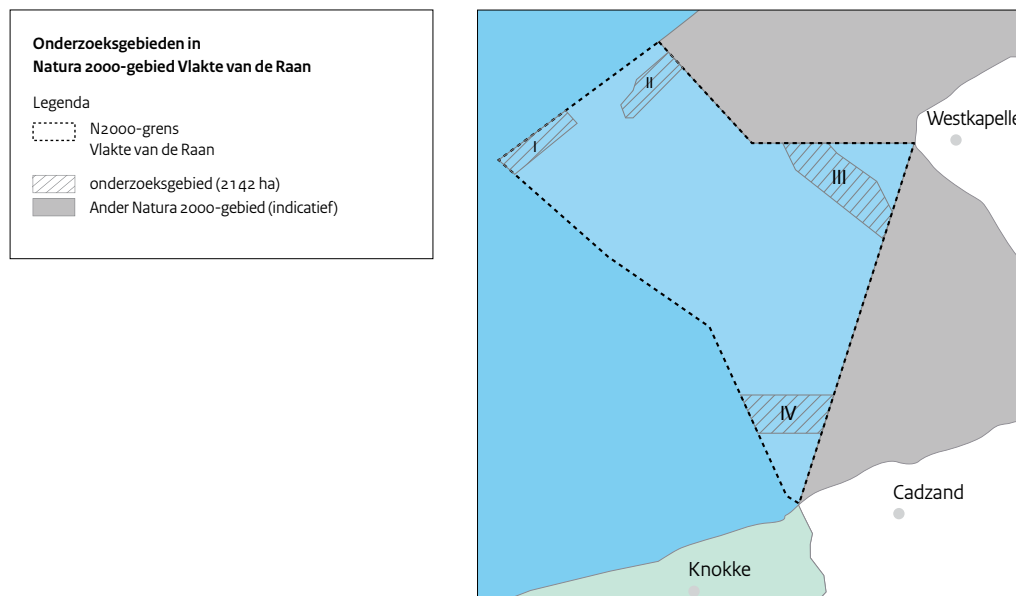 Onderzoeksgebieden in
Natura 2000-gebied Vlakte van de Raan
Legenda
N2000-grens
Vlakte van de Raan
onderzoeksgebied (2142 ha)
Ander Natura 2000-gebied (indicatief)
II
I
III
Westkapelle
IV
Cadzand
Knokke